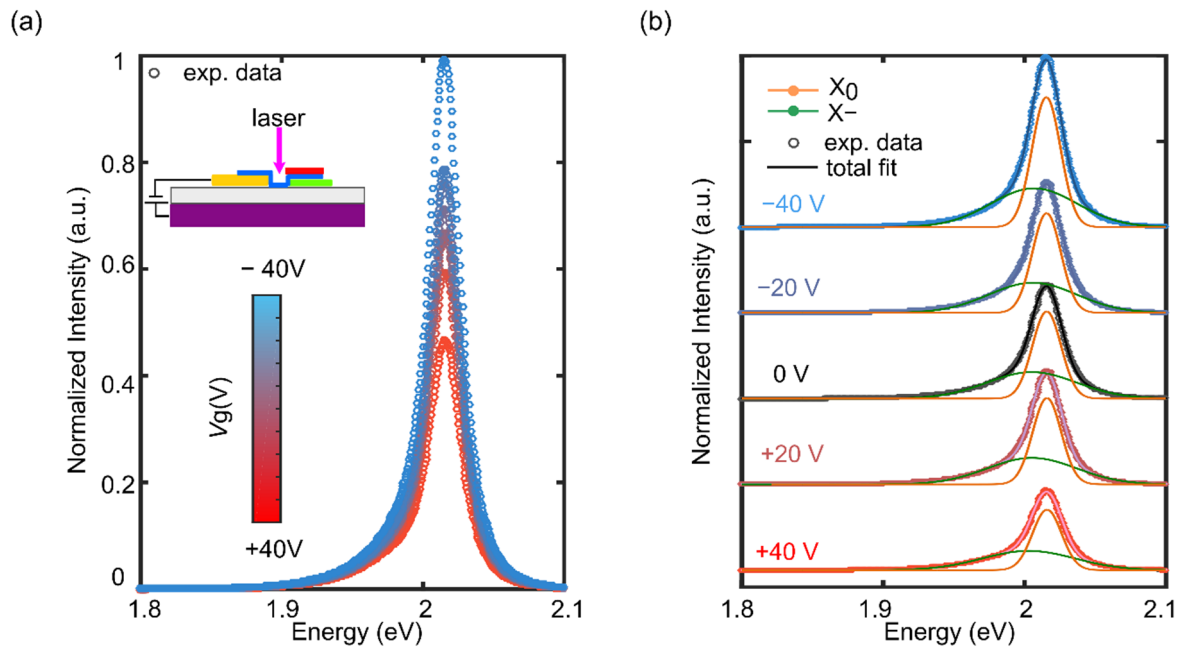 (a)
1
0.8
0.6
0.4
0.2
0
Normalized Intensity (a.u.)
exp. data
laser
− 40V
Vg(V)
+40V
1.8
1.9
2
2.1
Energy (eV)
(b)
Normalized Intensity (a.u.)
X0
X−
exp. data
total fit
−40 V
−20 V
0 V
+20 V
+40 V
1.8
1.9
2
2.1
Energy (eV)